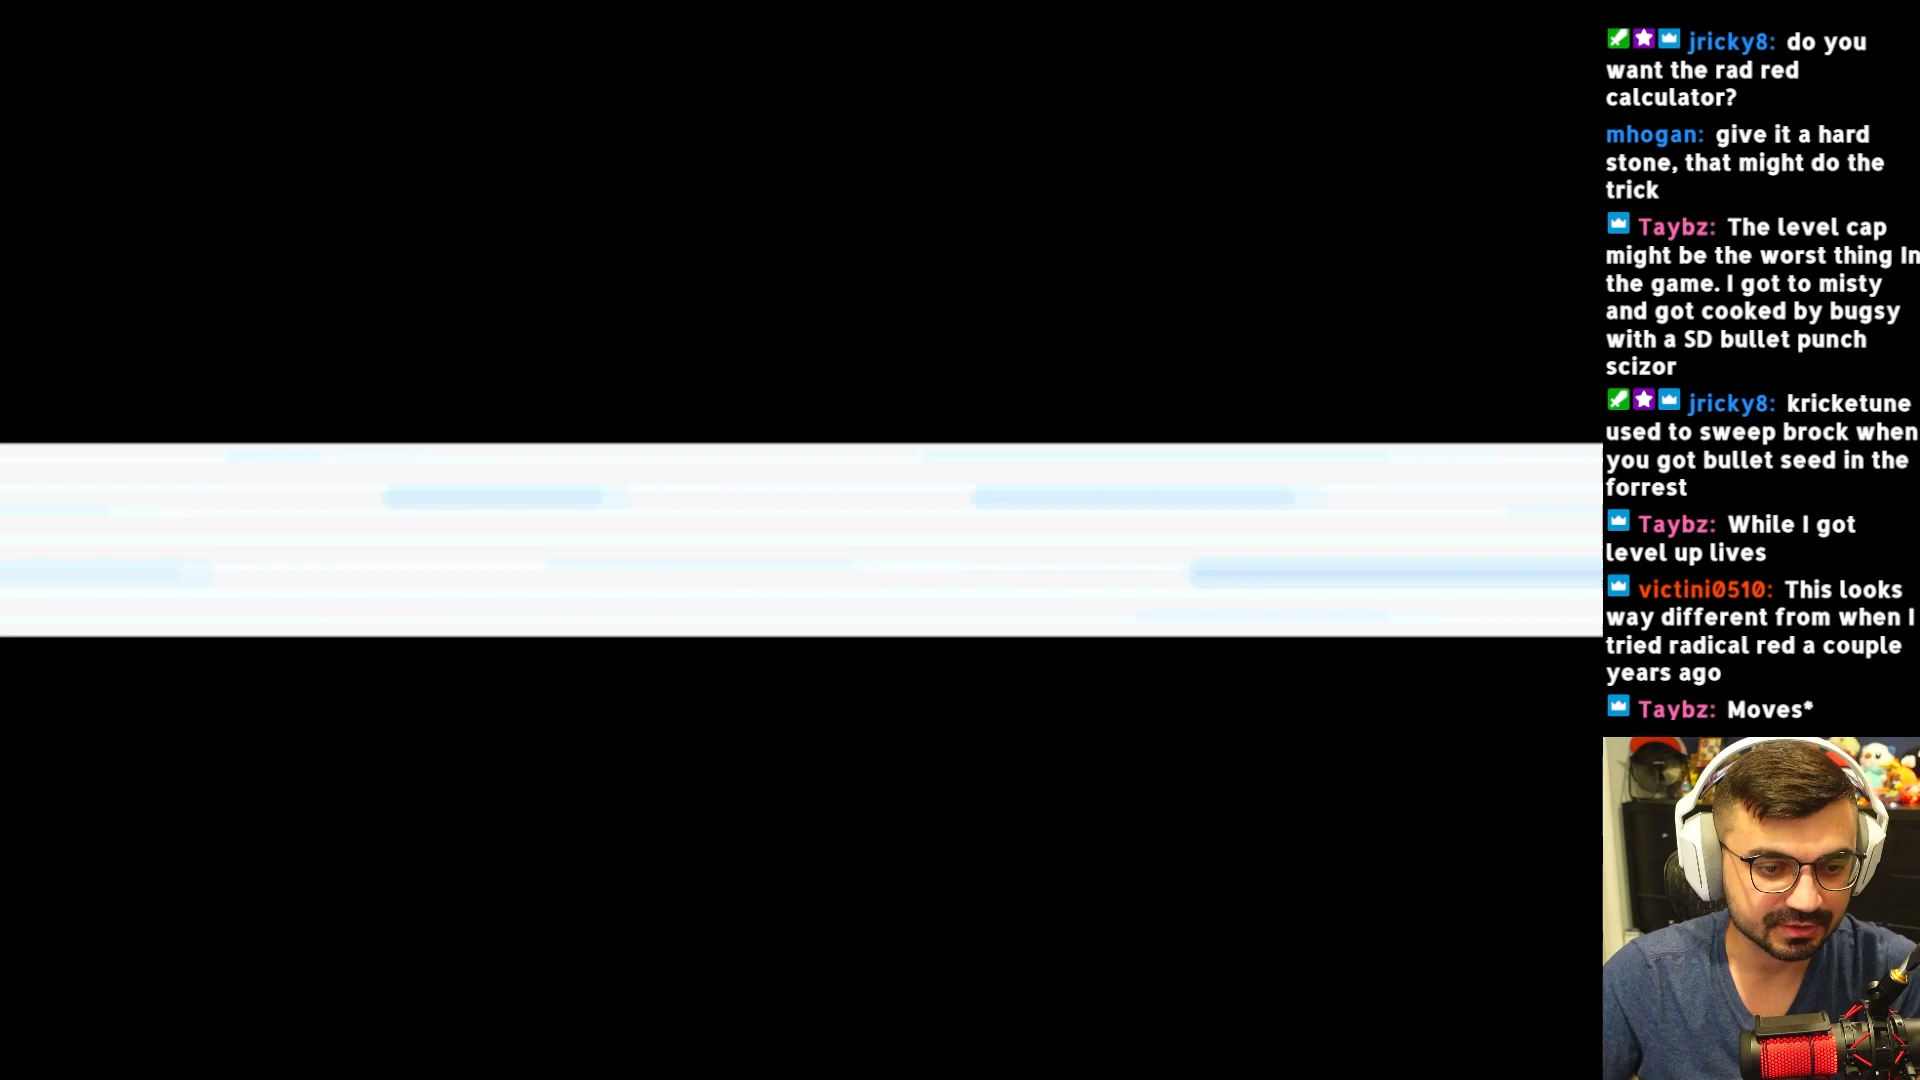 jricky8: do you
want the rad red
calculator?
mhogan: give it a hard
stone, that might do the
trick
Taybz: The level cap
might be the worst thing In
the game. I got to misty
and got cooked by bugsy
with a SD bullet punch
scizor
jricky8: kricketune
used to sweep brock when
you got bullet seed in the
forrest
Taybz: While I got
level up lives
victini0510: This looks
way different from when I
tried radical red a couple
years ago
Taybz: Moves*